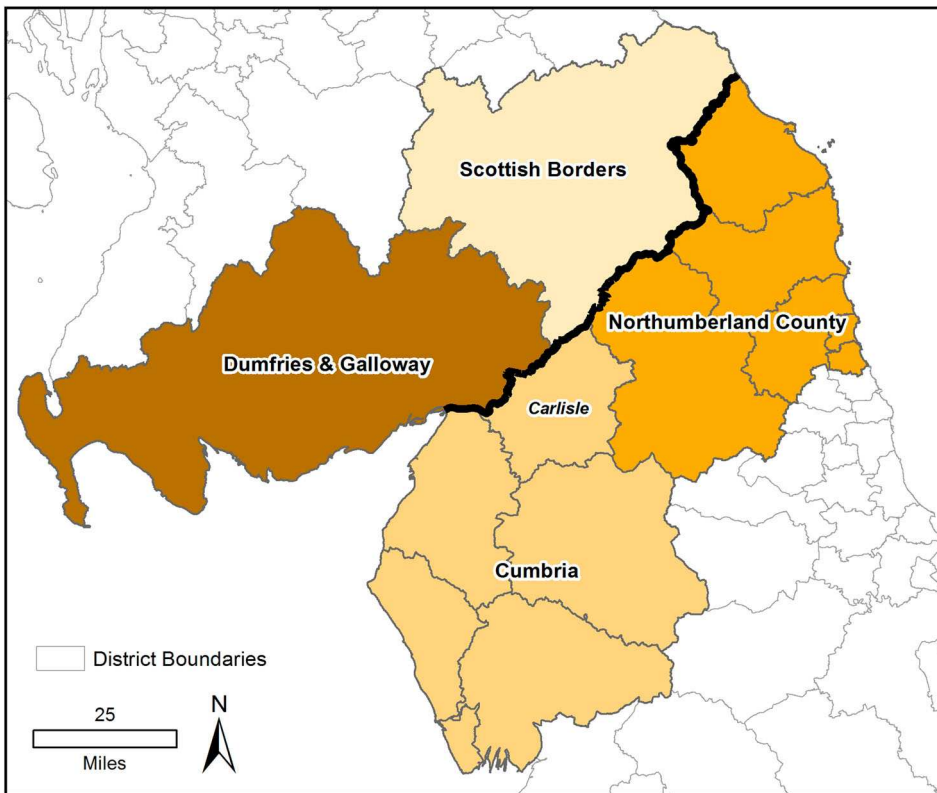 Scottish Borders
Northumberland County
Dumfries & Galloway
Carlisle
Cumbria
District Boundaries
25
Miles
N